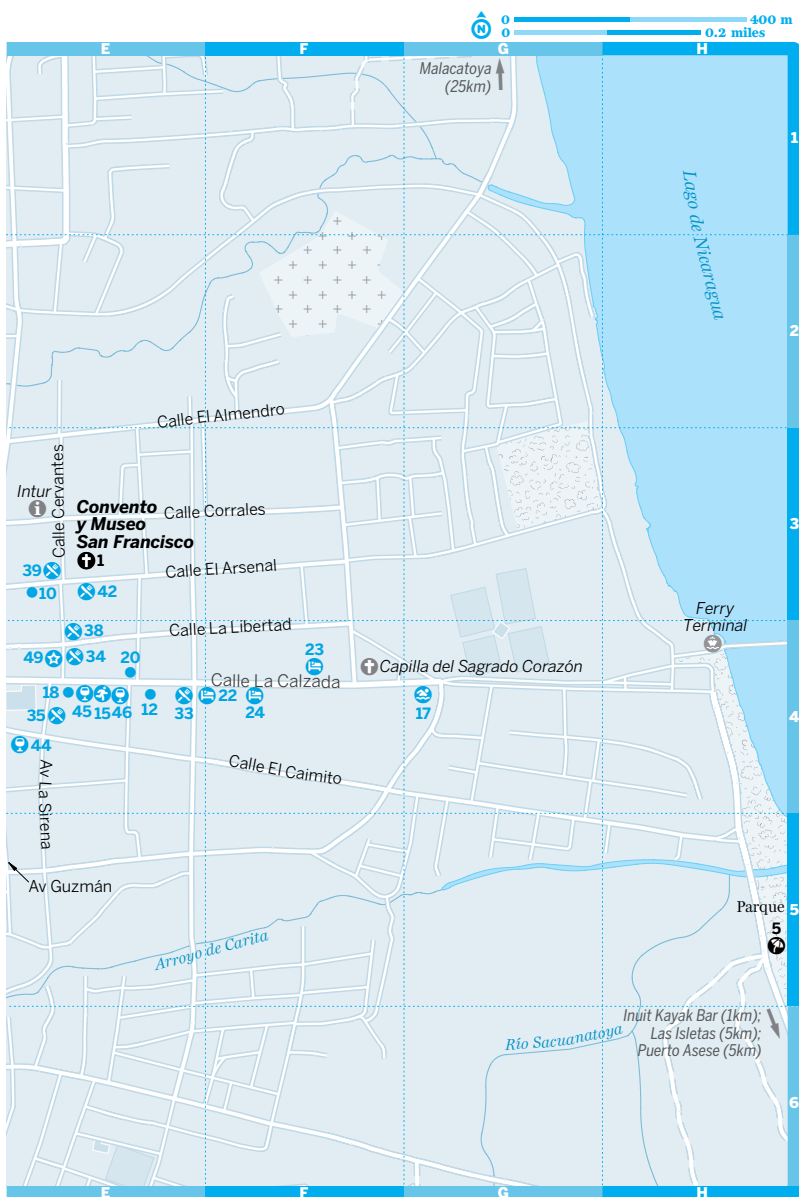 N
0
400 m
0
0.2 miles
E
F
G
H
Malacatoya
(25km)
1
Lago de Nicaragua
2
Calle El Almendro
Calle Cervantes
Intur
Convento
y Museo
San Francisco
1
Calle Corrales
3
39
Calle El Arsenal
10
42
Ferry
Terminal
38
Calle La Libertad
49
34
20
23
Capilla del Sagrado Corazón
Calle La Calzada
18
45
15
46
12
33
22
24
17
35
4
44
Av La Sirena
Calle El Caimito
Av Guzmán
Parque
5
5
Arroyo de Carita
Inuit Kayak Bar (1km);
Las Isletas (5km);
Puerto Asese (5km)
Río Sacuanatoya
6
E
F
G
H